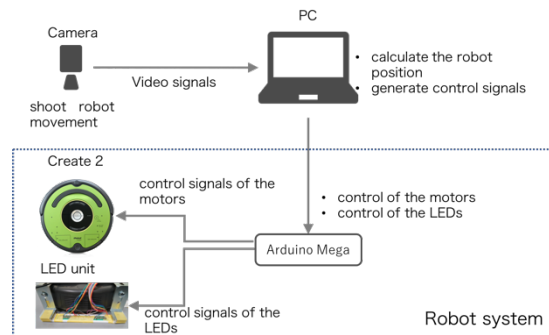 PC
Camera
• calculate the robot
position
• generate control signals
Video signals
shoot robot
movement
Create 2
control signals of the
motors
• control of the motors
• control of the LEDs
Arduino Mega
LED unit
control signals of the
LEDs
Robot system